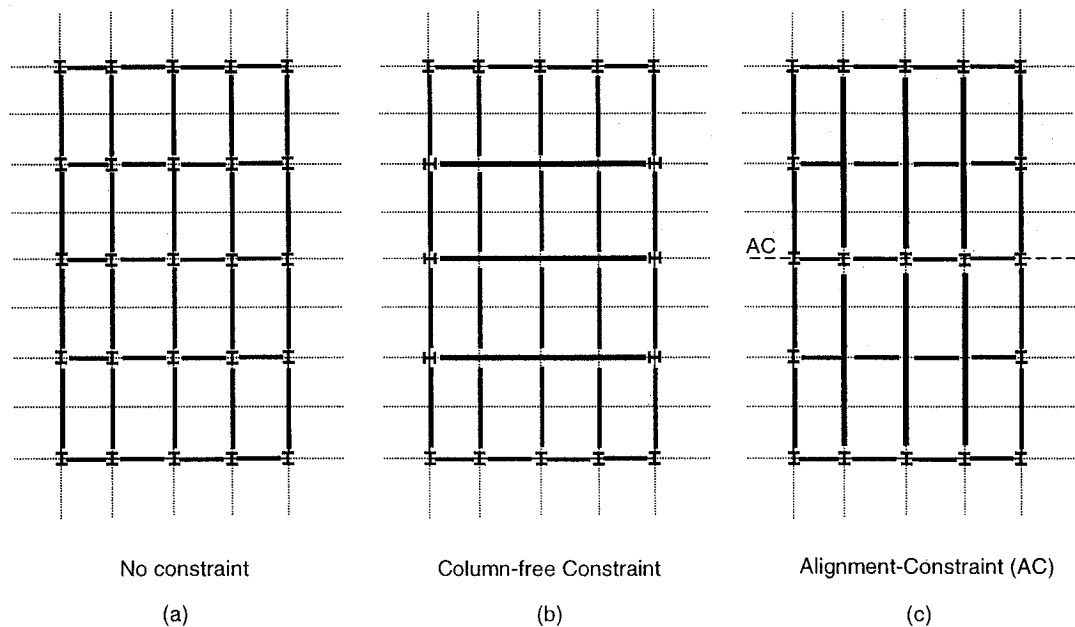 AC
No constraint
Column-free Constraint
Alignment-Constraint (AC)
(a)
(b)
(c)